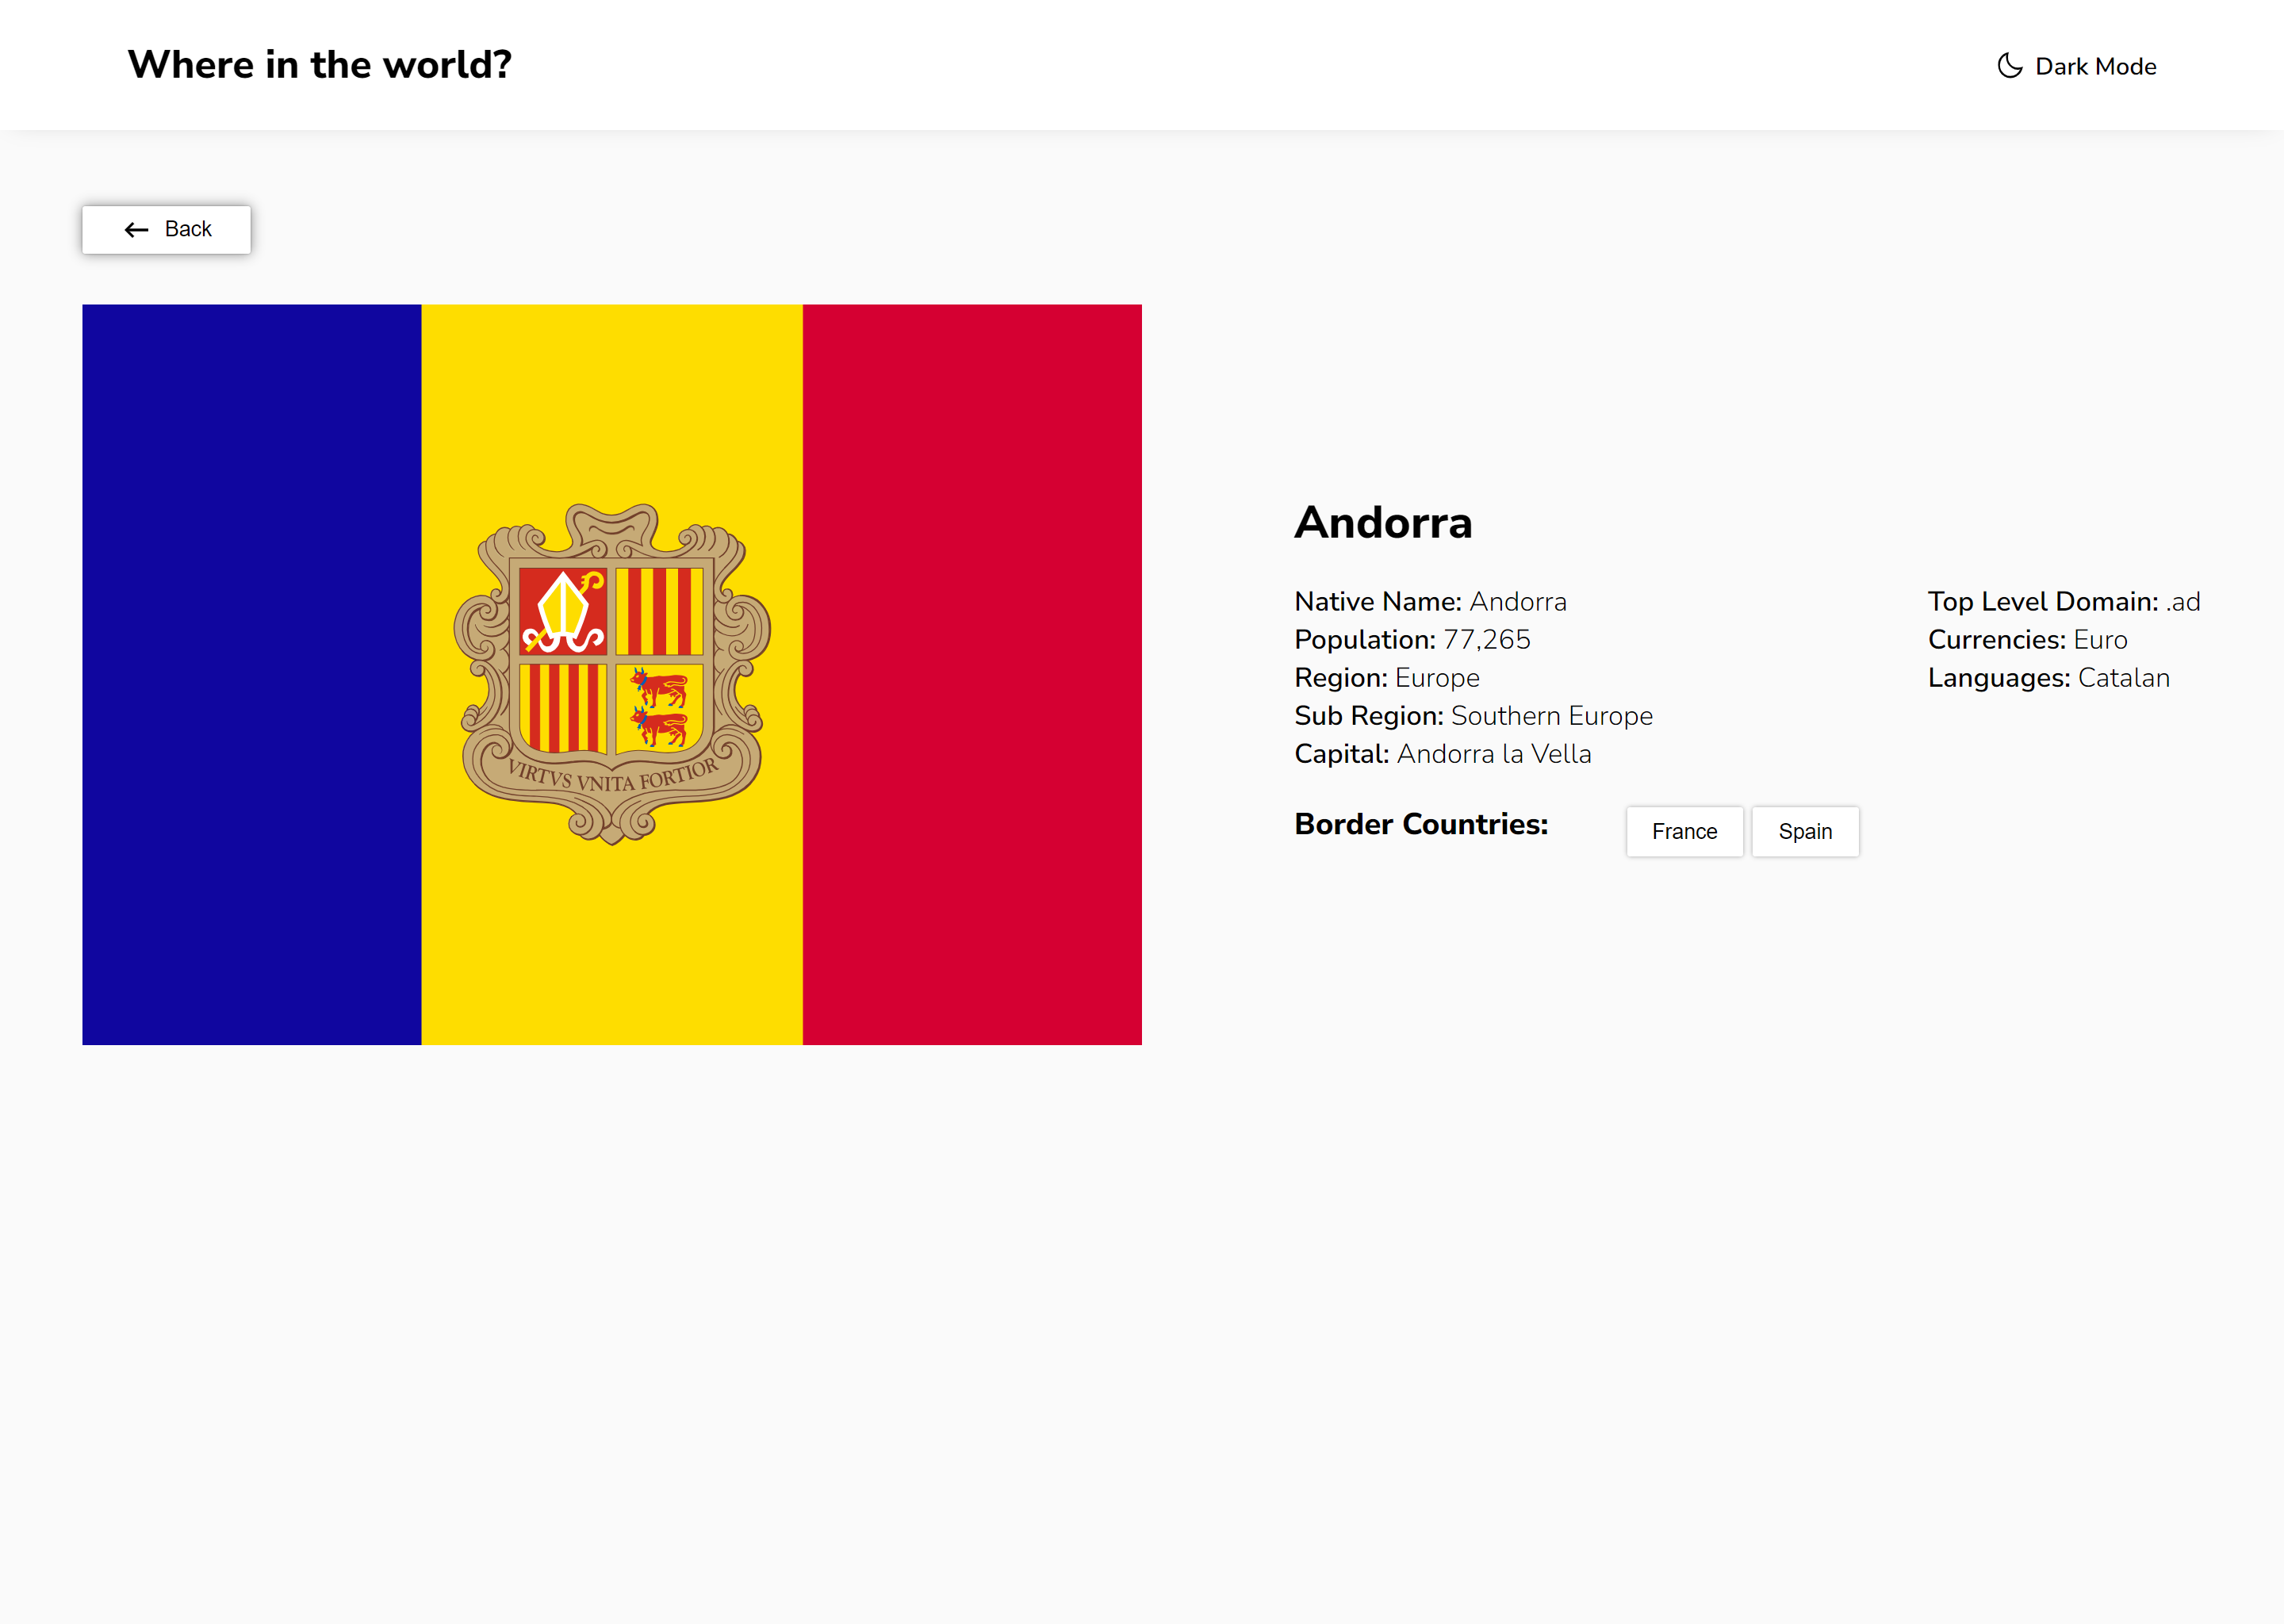 Where in the world?
Dark Mode
Back
VIRTVS VNITA FORTIOR
Andorra
Native Name: Andorra
Population: 77,265
Region: Europe
Sub Region: Southern Europe
Capital: Andorra la Vella
Top Level Domain: .ad
Currencies: Euro
Languages: Catalan
Border Countries:
France
Spain